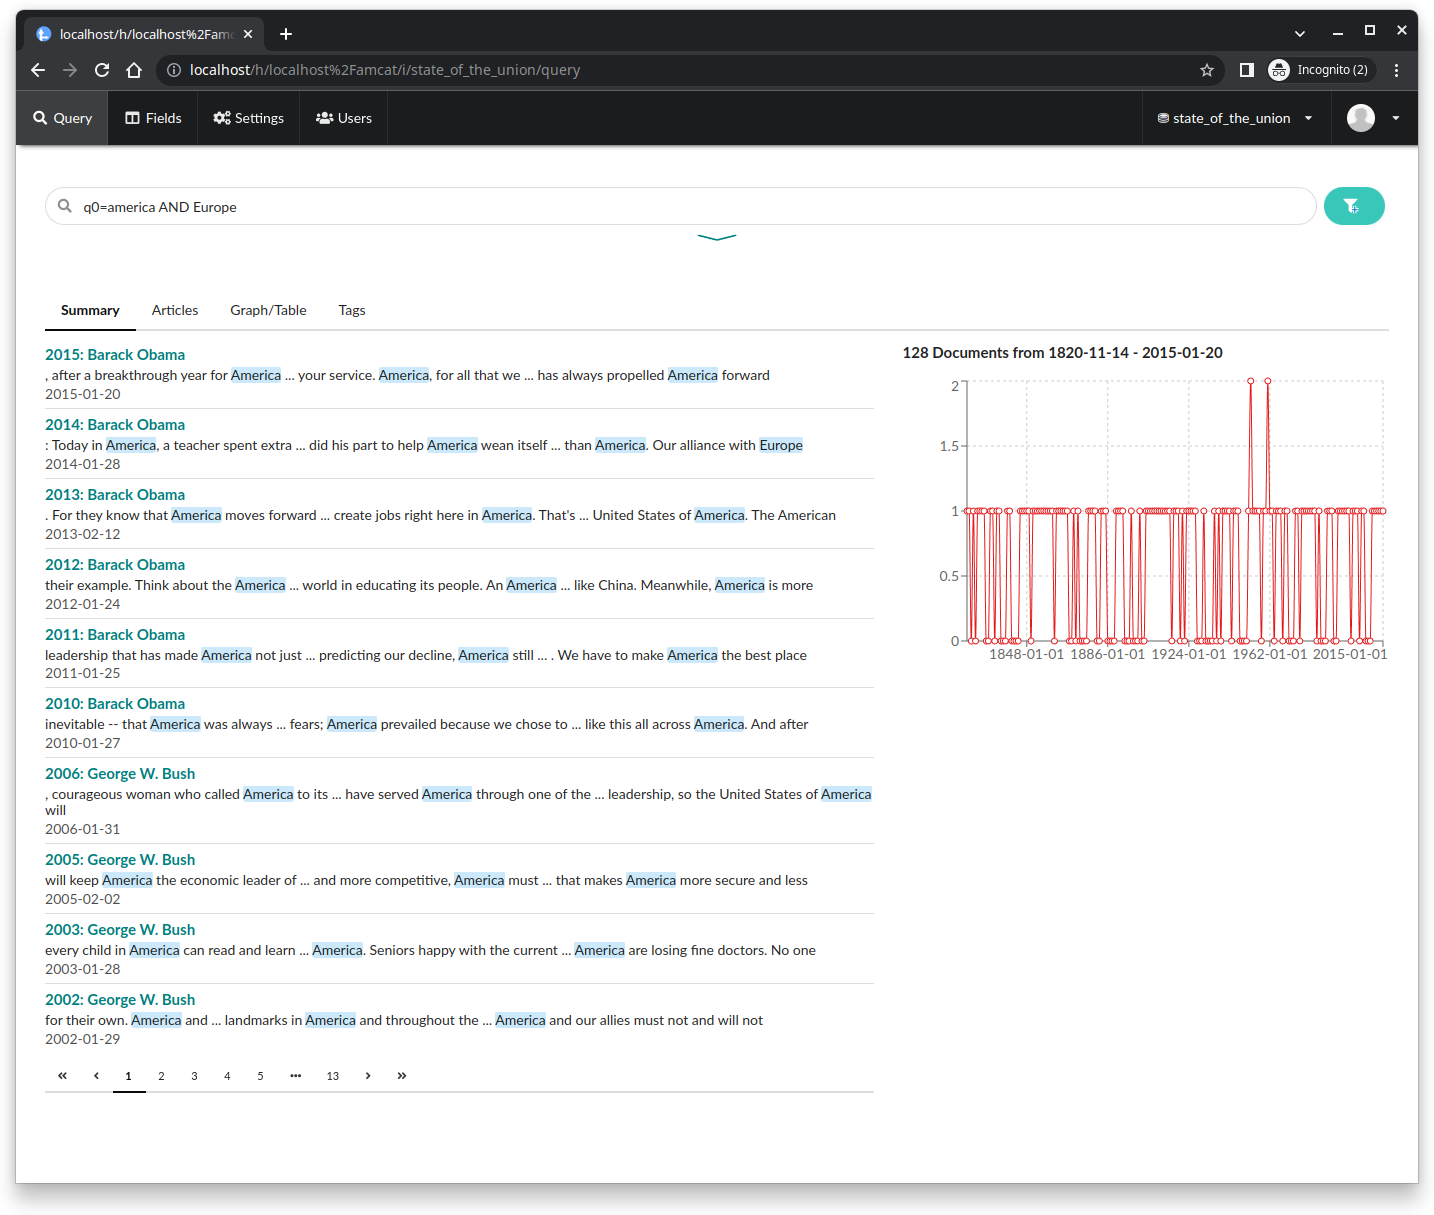 localhost/h/localhost%2Famc
localhost/h/localhost%2Famcat/i/state_of_the_union/query
Incognito (2)
Query Fields Settings Users state_of_the_union
q0=america AND Europe
Summary Articles Graph/Table Tags
2015: Barack Obama
, after a breakthrough year for America ... your service. America, for all that we ... has always propelled America forward
2015-01-20
2014: Barack Obama
: Today in America, a teacher spent extra ... did his part to help America wean itself ... than America. Our alliance with Europe
2014-01-28
2013: Barack Obama
. For they know that America moves forward ... create jobs right here in America. That's ... United States of America. The American
2013-02-12
2012: Barack Obama
their example. Think about the America ... world in educating its people. An America ... like China. Meanwhile, America is more
2012-01-24
2011: Barack Obama
leadership that has made America not just ... predicting our decline, America still ... . We have to make America the best place
2011-01-25
2010: Barack Obama
inevitable -- that America was always ... fears; America prevailed because we chose to ... like this all across America. And after
2010-01-27
2006: George W. Bush
, courageous woman who called America to its ... have served America through one of the ... leadership, so the United States of America
will
2006-01-31
2005: George W. Bush
will keep America the economic leader of ... and more competitive, America must ... that makes America more secure and less
2005-02-02
2003: George W. Bush
every child in America can read and learn ... America. Seniors happy with the current ... America are losing fine doctors. No one
2003-01-28
2002: George W. Bush
for their own. America and ... landmarks in America and throughout the ... America and our allies must not and will not
2002-01-29
« ‹ 1 2 3 4 5 ••• 13 › »
128 Documents from 1820-11-14 - 2015-01-20
2
1.5
1
0.5
0
1848-01-01 1886-01-01 1924-01-01 1962-01-01 2015-01-01